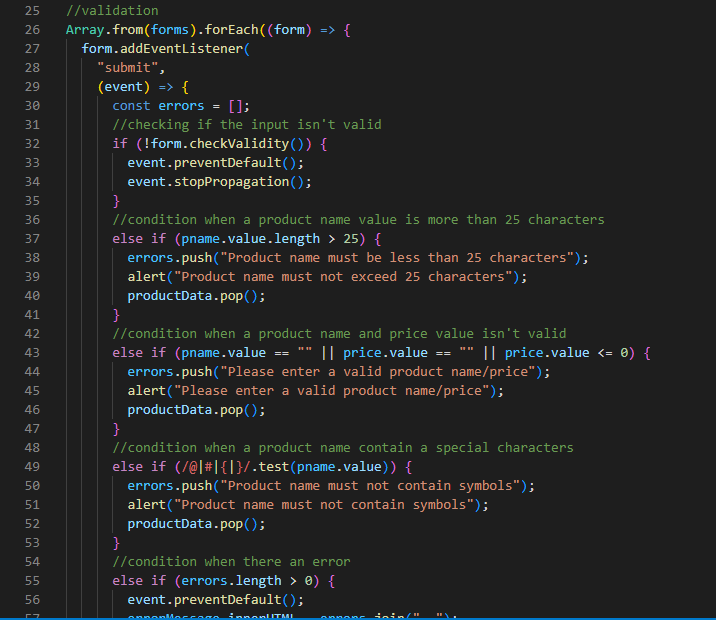 25 //validation
26 Array.from(forms).forEach((form) => {
27 form.addEventListener(
28 "submit",
29 (event) => {
30 const errors = [];
31 //checking if the input isn't valid
32 if (!form.checkValidity()) {
33 event.preventDefault();
34 event.stopPropagation();
35 }
36 //condition when a product name value is more than 25 characters
37 else if (pname.value.length > 25) {
38 errors.push("Product name must be less than 25 characters");
39 alert("Product name must not exceed 25 characters");
40 productData.pop();
41 }
42 //condition when a product name and price value isn't valid
43 else if (pname.value == "" || price.value == "" || price.value <= 0) {
44 errors.push("Please enter a valid product name/price");
45 alert("Please enter a valid product name/price");
46 productData.pop();
47 }
48 //condition when a product name contain a special characters
49 else if (/@|#|{|}/.test(pname.value)) {
50 errors.push("Product name must not contain symbols");
51 alert("Product name must not contain symbols");
52 productData.pop();
53 }
54 //condition when there an error
55 else if (errors.length > 0) {
56 event.preventDefault();